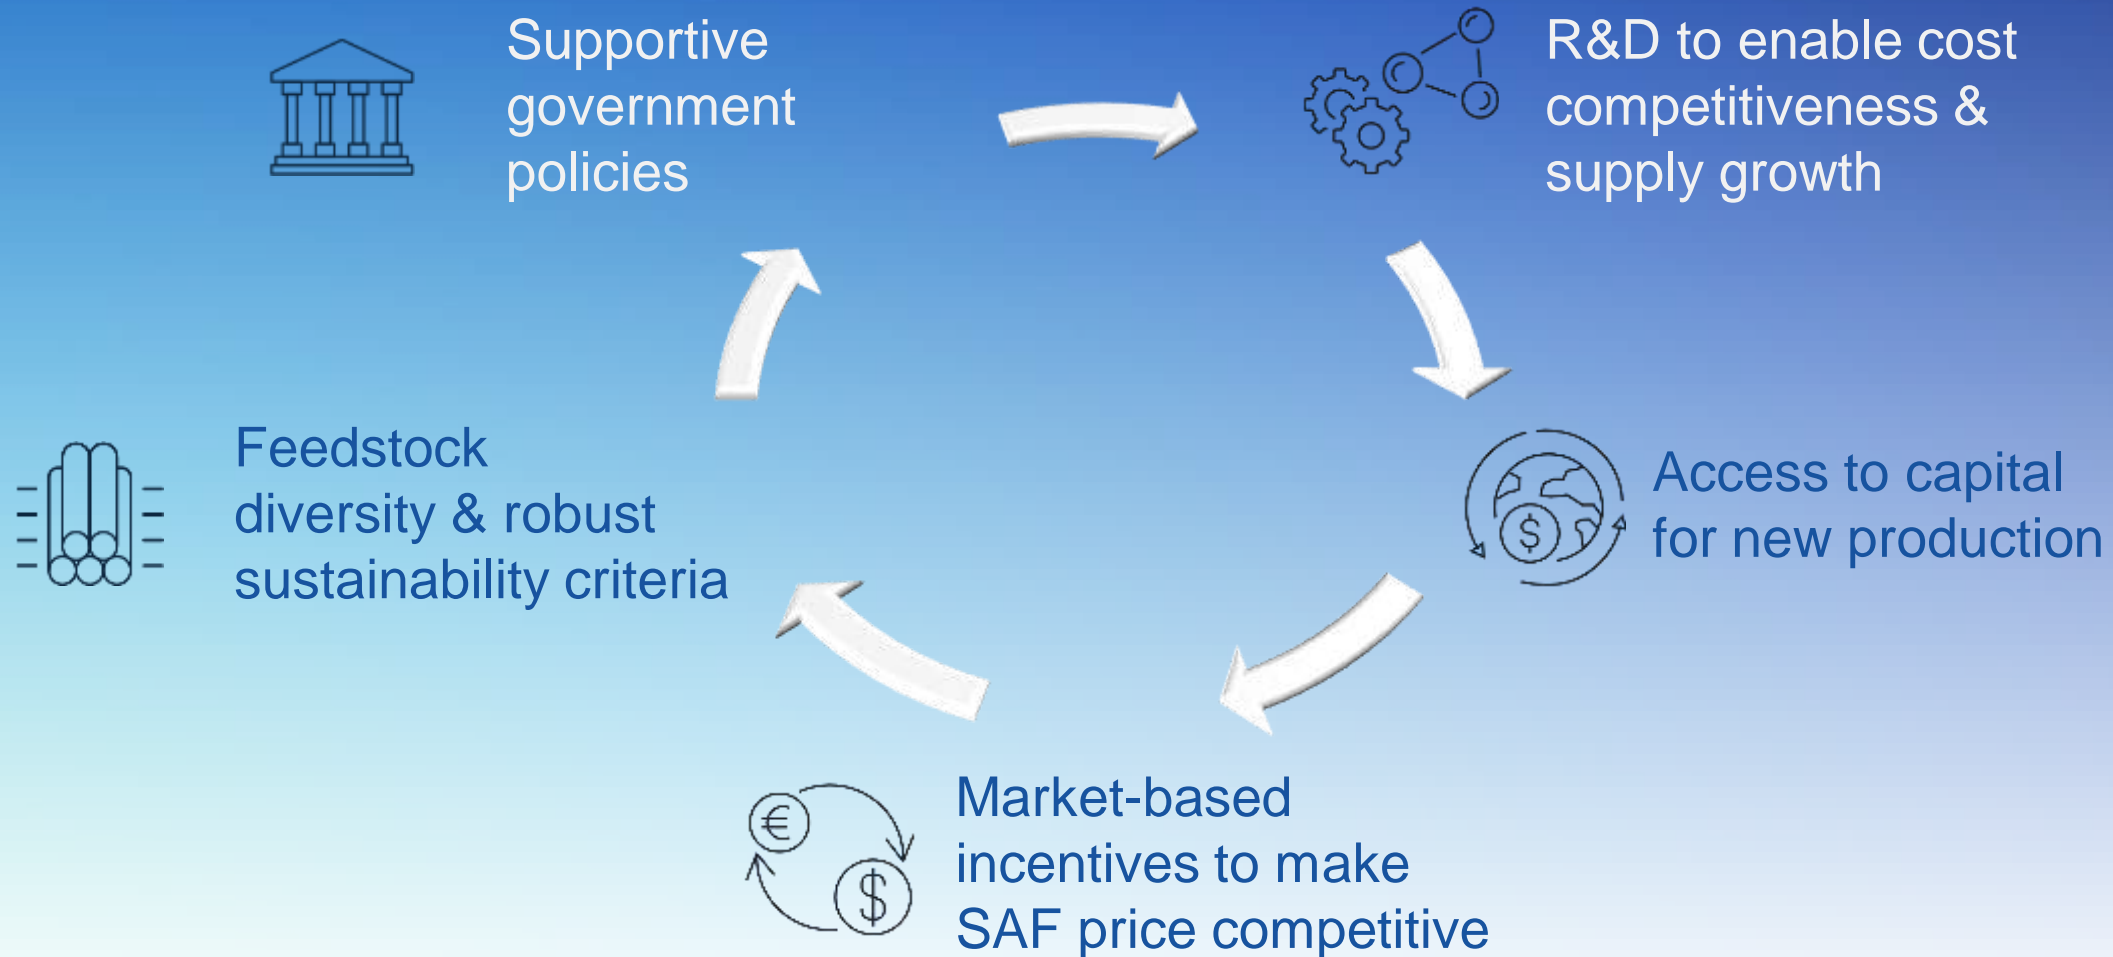 Supportive
government
policies
R&D to enable cost
competitiveness &
supply growth
Feedstock
diversity & robust
sustainability criteria
Access to capital
for new production
$
Market-based
incentives to make
SAF price competitive
€
$